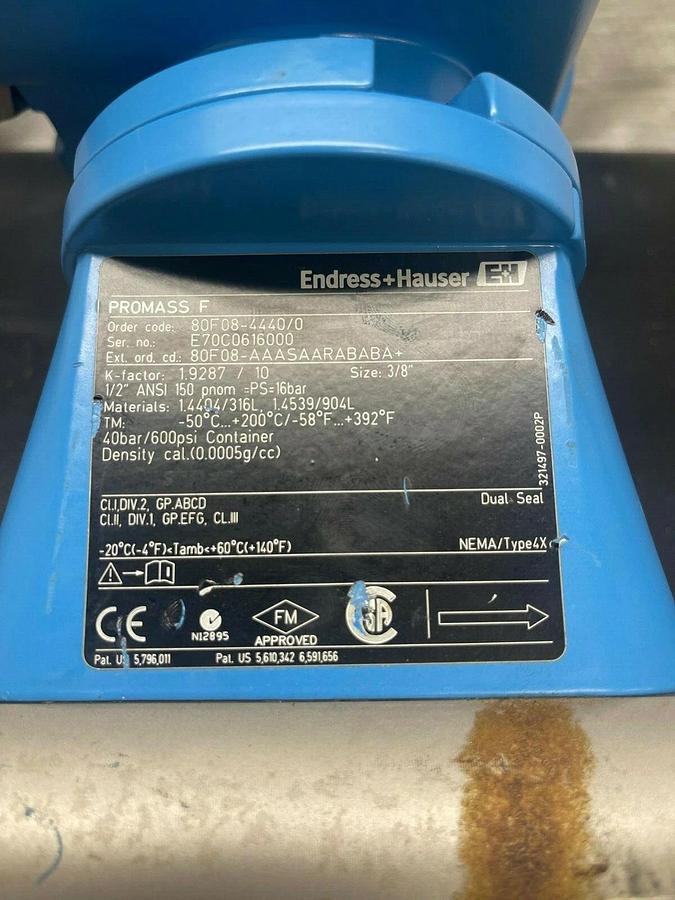 Endress+Hauser E+H
PROMASS F
Order code: 80F08-4440/0
Ser. no.: E70C0616000
Ext. ord. cd.: 80F08-AAASAARABABA+
K-factor: 1.9287 / 10 Size: 3/8"
1/2" ANSI 150 pnom =PS=16bar
Materials: 1.4404/316L, 1.4539/904L
TM: -50°C...+200°C/-58°F...+392°F
40bar/600psi Container
Density cal.(0.0005g/cc)
321497-0002P
Cl.I,DIV.2, GP.ABCD Dual Seal
Cl.II, DIV.1, GP.EFG, CL.III
-20°C(-4°F)<Tamb<+60°C(+140°F) NEMA/Type4X
CE N12895 FM APPROVED SA
Pat. US 5,796,011 Pat. US 5,610,342 6,591,656